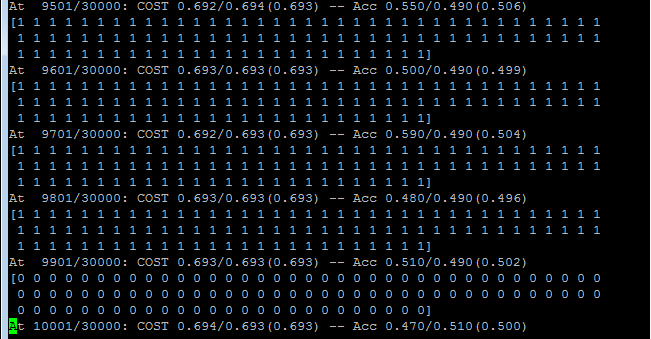 At  9501/30000: COST 0.692/0.694(0.693) -- Acc 0.550/0.490(0.506)
[1 1 1 1 1 1 1 1 1 1 1 1 1 1 1 1 1 1 1 1 1 1 1 1 1 1 1 1 1 1 1 1 1 1 1 1 1
 1 1 1 1 1 1 1 1 1 1 1 1 1 1 1 1 1 1 1 1 1 1 1 1 1 1 1 1 1 1 1 1 1 1 1 1 1
 1 1 1 1 1 1 1 1 1 1 1 1 1 1 1 1 1 1 1 1 1 1 1 1 1 1]
At  9601/30000: COST 0.693/0.693(0.693) -- Acc 0.500/0.490(0.499)
[1 1 1 1 1 1 1 1 1 1 1 1 1 1 1 1 1 1 1 1 1 1 1 1 1 1 1 1 1 1 1 1 1 1 1 1 1
 1 1 1 1 1 1 1 1 1 1 1 1 1 1 1 1 1 1 1 1 1 1 1 1 1 1 1 1 1 1 1 1 1 1 1 1 1
 1 1 1 1 1 1 1 1 1 1 1 1 1 1 1 1 1 1 1 1 1 1 1 1 1 1]
At  9701/30000: COST 0.692/0.693(0.693) -- Acc 0.590/0.490(0.504)
[1 1 1 1 1 1 1 1 1 1 1 1 1 1 1 1 1 1 1 1 1 1 1 1 1 1 1 1 1 1 1 1 1 1 1 1 1
 1 1 1 1 1 1 1 1 1 1 1 1 1 1 1 1 1 1 1 1 1 1 1 1 1 1 1 1 1 1 1 1 1 1 1 1 1
 1 1 1 1 1 1 1 1 1 1 1 1 1 1 1 1 1 1 1 1 1 1 1 1 1 1]
At  9801/30000: COST 0.693/0.693(0.693) -- Acc 0.480/0.490(0.496)
[1 1 1 1 1 1 1 1 1 1 1 1 1 1 1 1 1 1 1 1 1 1 1 1 1 1 1 1 1 1 1 1 1 1 1 1 1
 1 1 1 1 1 1 1 1 1 1 1 1 1 1 1 1 1 1 1 1 1 1 1 1 1 1 1 1 1 1 1 1 1 1 1 1 1
 1 1 1 1 1 1 1 1 1 1 1 1 1 1 1 1 1 1 1 1 1 1 1 1 1 1]
At  9901/30000: COST 0.693/0.693(0.693) -- Acc 0.510/0.490(0.502)
[0 0 0 0 0 0 0 0 0 0 0 0 0 0 0 0 0 0 0 0 0 0 0 0 0 0 0 0 0 0 0 0 0 0 0 0 0
 0 0 0 0 0 0 0 0 0 0 0 0 0 0 0 0 0 0 0 0 0 0 0 0 0 0 0 0 0 0 0 0 0 0 0 0 0
 0 0 0 0 0 0 0 0 0 0 0 0 0 0 0 0 0 0 0 0 0 0 0 0 0 0]
At 10001/30000: COST 0.694/0.693(0.693) -- Acc 0.470/0.510(0.500)